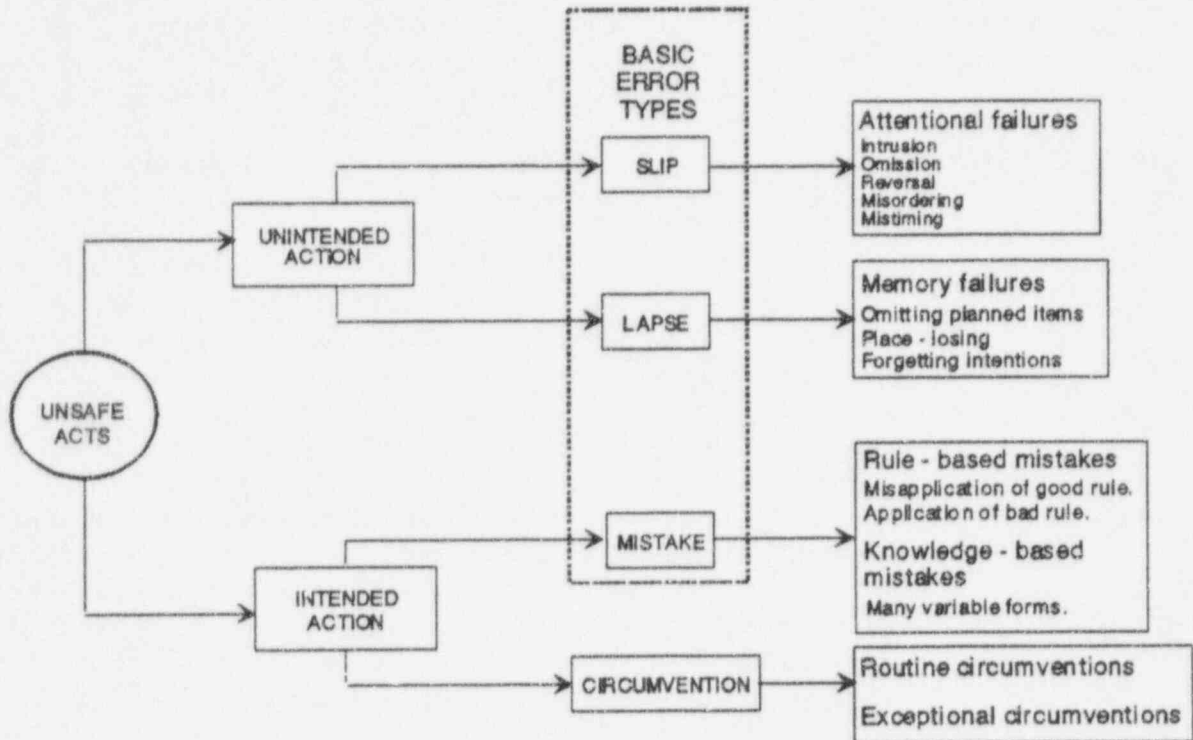 BASIC
ERROR
TYPES
SLIP
Attentional failures
Intrusion
Omission
Reversal
Misordering
Mistiming
UNINTENDED
ACTION
LAPSE
Memory failures
Omitting planned items
Place - losing
Forgetting intentions
UNSAFE
ACTS
MISTAKE
Rule - based mistakes
Misapplication of good rule.
Application of bad rule.
Knowledge - based
mistakes
Many variable forms.
INTENDED
ACTION
CIRCUMVENTION
Routine circumventions
Exceptional circumventions